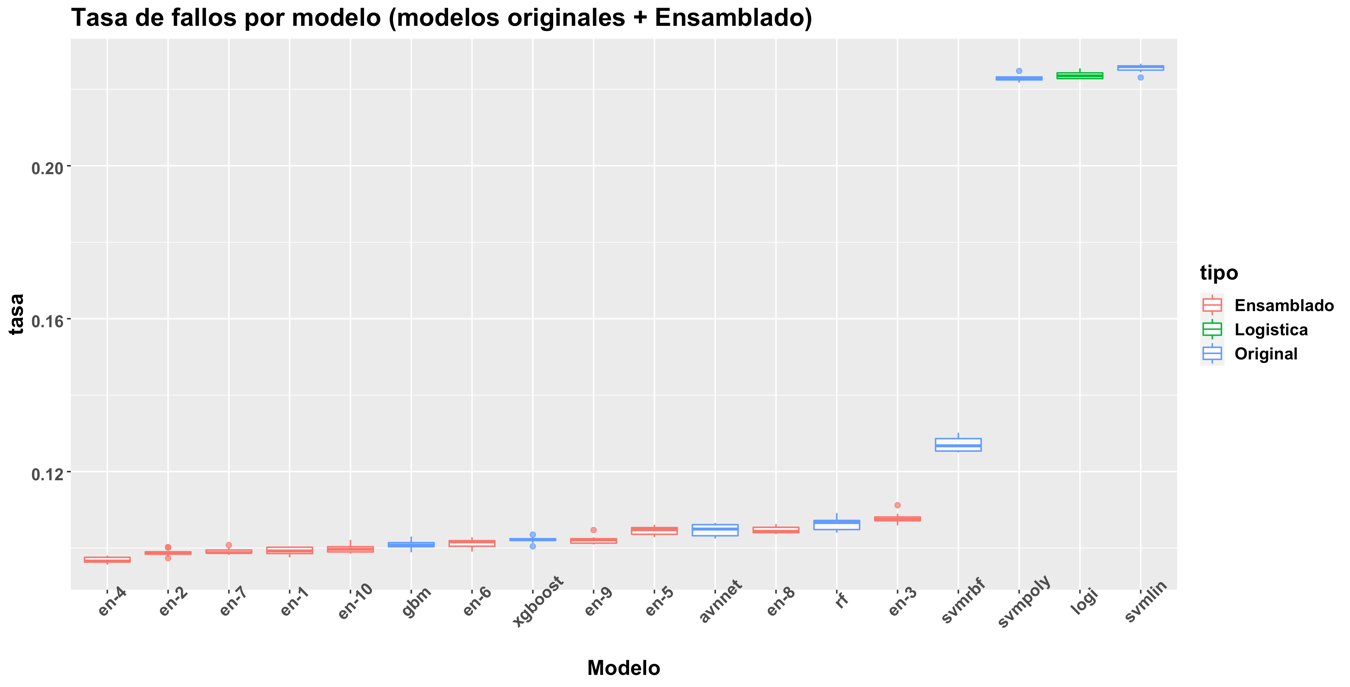 Tasa de fallos por modelo (modelos originales + Ensamblado)
tasa
0.20
0.16
0.12
en-4
en-2
en-7
en-1
en-10
gbm
en-6
xgboost
en-9
en-5
avnnet
en-8
rf
en-3
svmrbf
svmpoly
logi
svmlin
Modelo
tipo
Ensamblado
Logistica
Original